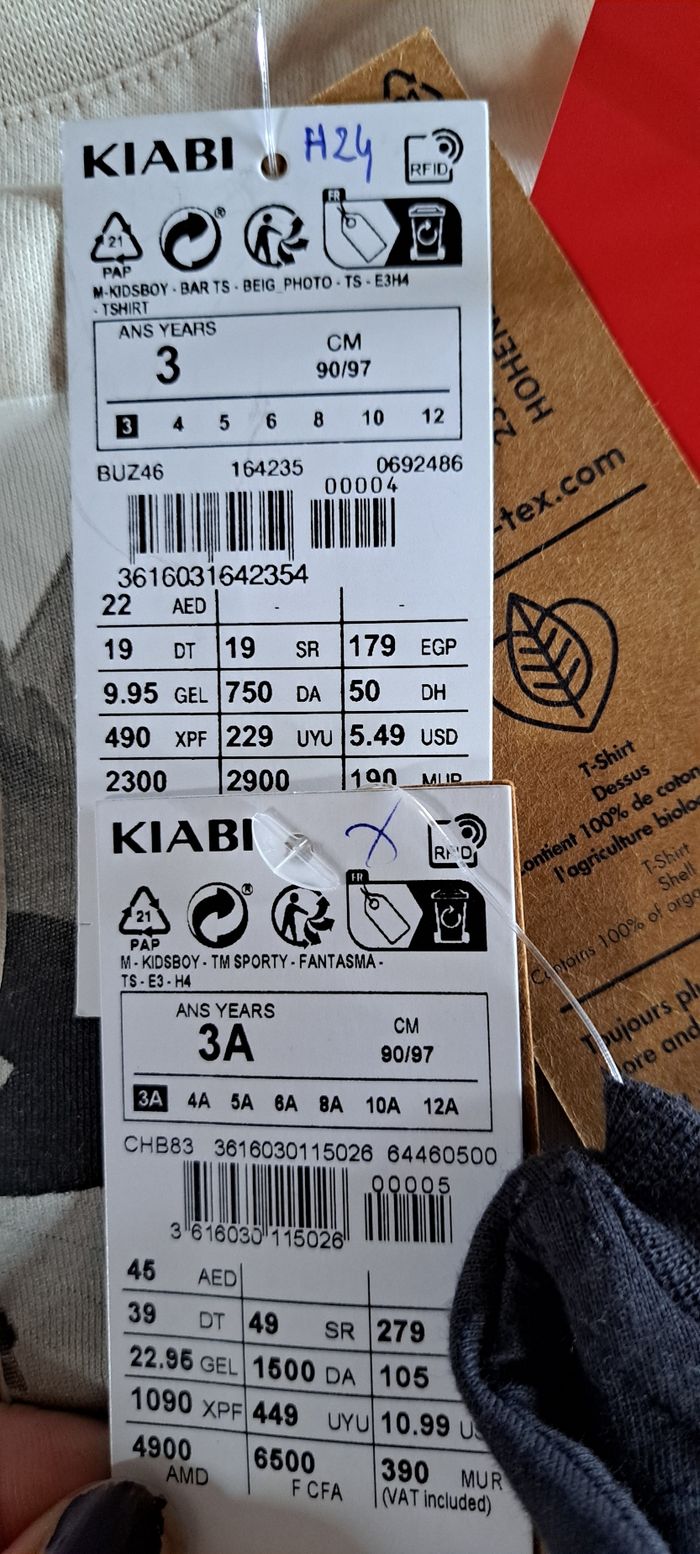 KIABI H24
RFID
FR
21
PAP
M-KIDSBOY - BAR TS - BEIG_PHOTO - TS - E3H4
- TSHIRT
ANS YEARS
3
CM
90/97
3 4 5 6 8 10 12
BUZ46 164235 0692486
00004
3616031642354
22 AED - -
19 DT 19 SR 179 EGP
9.95 GEL 750 DA 50 DH
490 XPF 229 UYU 5.49 USD
2300 2900 190 MUR
KIABI X
RFID
FR
21
PAP
M - KIDSBOY - TM SPORTY - FANTASMA -
TS - E3 - H4
ANS YEARS
3A
CM
90/97
3A 4A 5A 6A 8A 10A 12A
CHB83 3616030115026 64460500
00005
3 616030 115026
45 AED
39 DT 49 SR 279
22.95 GEL 1500 DA 105
1090 XPF 449 UYU 10.99
4900 AMD 6500 F CFA 390 MUR
(VAT included)
-tex.com
T-Shirt
Dessus
100% de coton
l'agriculture
T-Shirt
Shell
100% of
Toujours